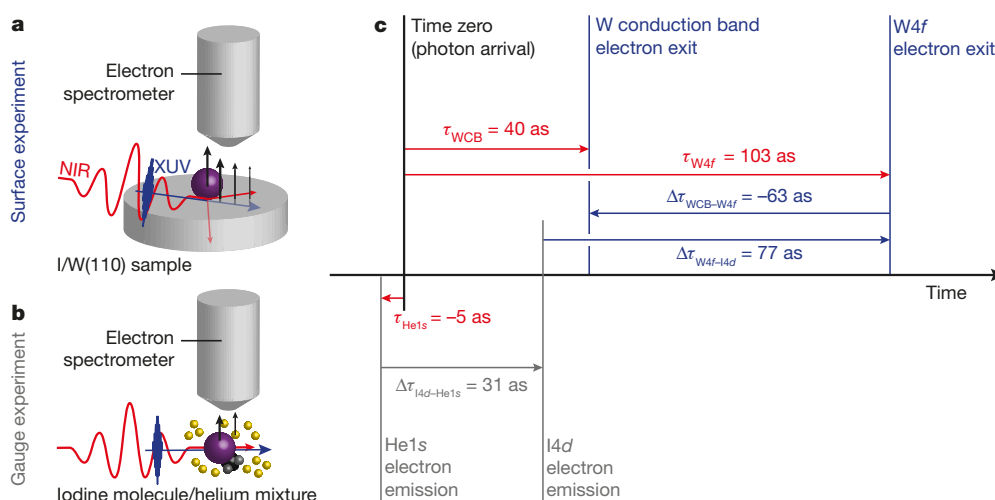 a
Surface experiment
Electron
spectrometer
NIR
XUV
I/W(110) sample
b
Gauge experiment
Electron
spectrometer
Iodine molecule/helium mixture
c
Time zero
(photon arrival)
W conduction band
electron exit
W4f
electron exit
τWCB = 40 as
τW4f = 103 as
ΔτWCB–W4f = –63 as
ΔτW4f–I4d = 77 as
Time
τHe1s = –5 as
ΔτI4d–He1s = 31 as
He1s
electron
emission
I4d
electron
emission